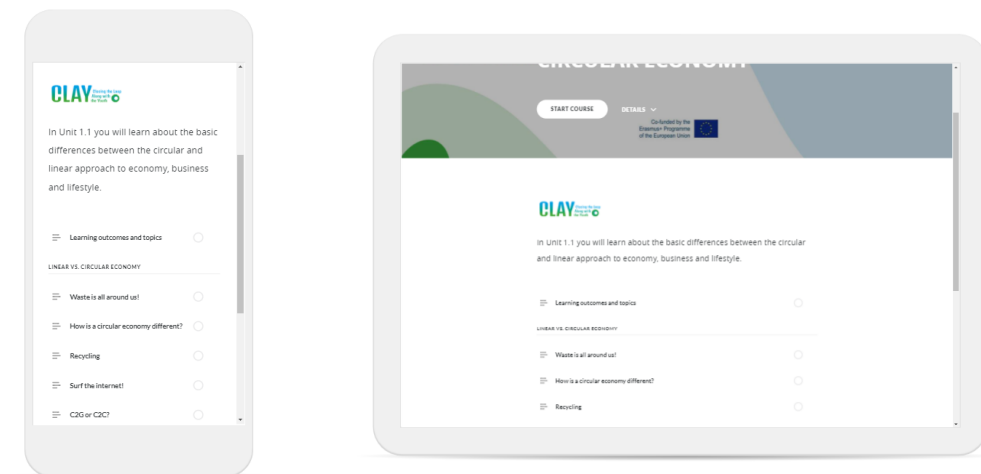 CLAY
In Unit 1.1 you will learn about the basic
differences between the circular and
linear approach to economy, business
and lifestyle.
Learning outcomes and topics
LINEAR VS. CIRCULAR ECONOMY
Waste is all around us!
How is a circular economy different?
Recycling
Surf the internet!
C2G or C2C?
CIRCULAR ECONOMY
START COURSE
DETAILS
Co-funded by the
Erasmus+ Programme
of the European Union
CLAY
In Unit 1.1 you will learn about the basic differences between the circular
and linear approach to economy, business and lifestyle.
Learning outcomes and topics
LINEAR VS. CIRCULAR ECONOMY
Waste is all around us!
How is a circular economy different?
Recycling